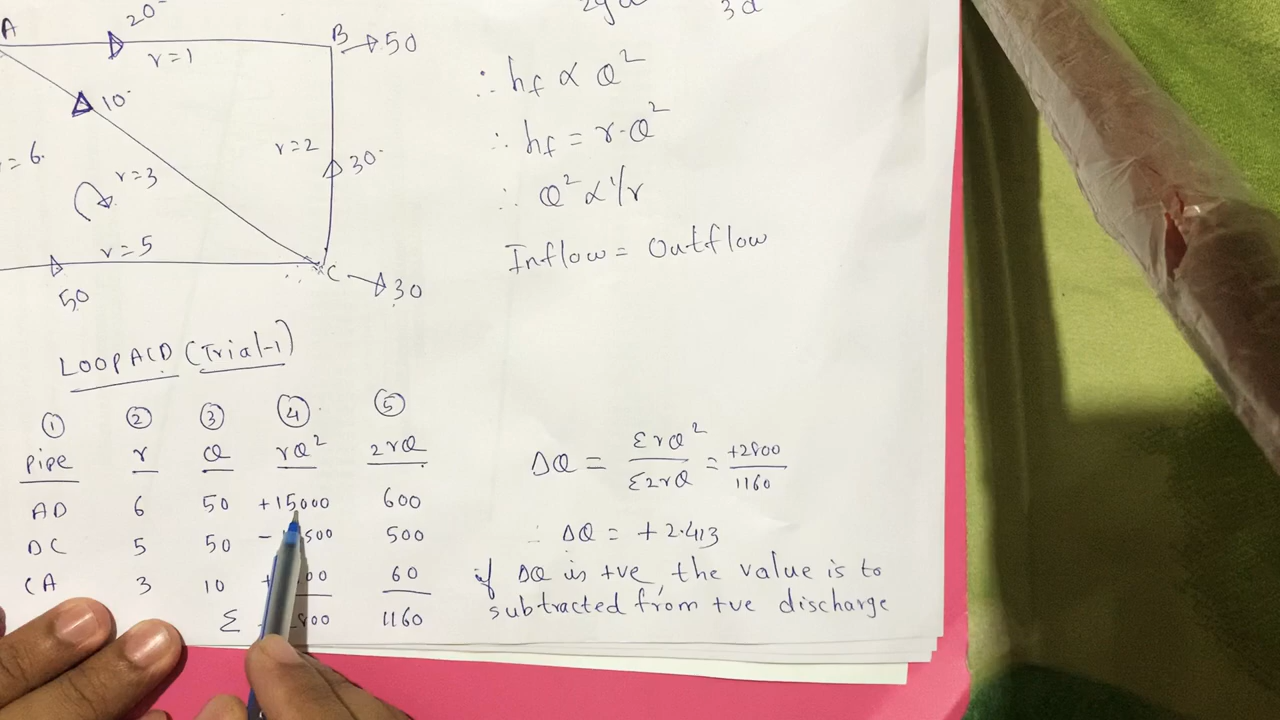 A 20 B → 50
r=1
10
= 6.
r=3
r=2
30
r=5
50
C → 30
3d
∴ hf ∝ Q²
∴ hf = r·Q²
∴ Q² ∝ 1/r
Inflow = Outflow
LOOP ACD (Trial-1)
① ② ③ ④ ⑤
Pipe r Q rQ² 2rQ
AD 6 50 +15000 600
DC 5 50 - 500 500
CA 3 10 + 00 60
Σ 800 1160
ΔQ = ΣrQ² / Σ2rQ = +2800 / 1160
∴ ΔQ = +2.413
if ΔQ is +ve, the value is to
subtracted from +ve discharge